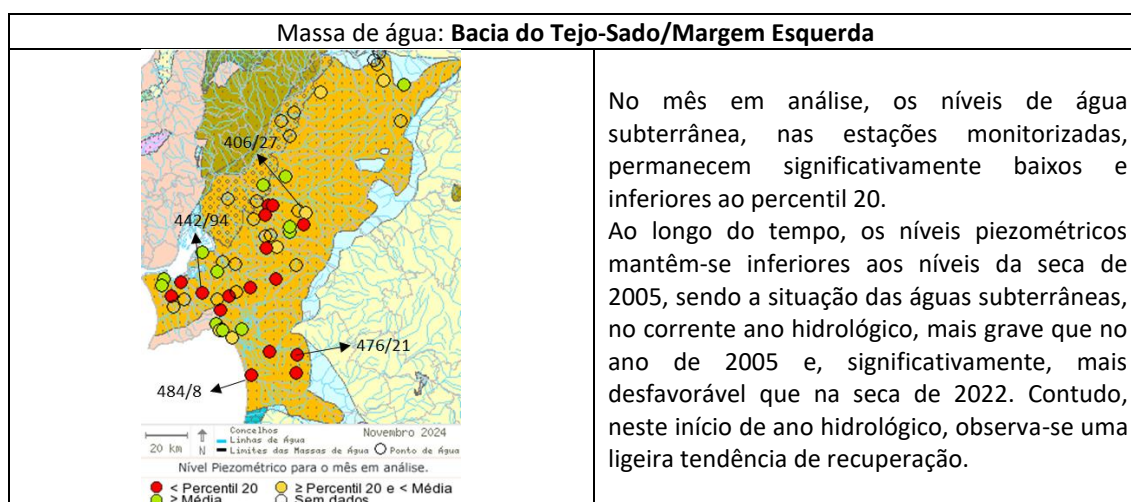 Massa de água: Bacia do Tejo-Sado/Margem Esquerda
406/27
442/94
476/21
484/8
Concelhos
Linhas de Água
Limites das Massas de Água
Ponto de Água
Novembro 2024
20 km
N
Nível Piezométrico para o mês em análise.
< Percentil 20
≥ Percentil 20 e < Média
≥ Média
Sem dados
No mês em análise, os níveis de água
subterrânea, nas estações monitorizadas,
permanecem significativamente baixos e
inferiores ao percentil 20.
Ao longo do tempo, os níveis piezométricos
mantêm-se inferiores aos níveis da seca de
2005, sendo a situação das águas subterrâneas,
no corrente ano hidrológico, mais grave que no
ano de 2005 e, significativamente, mais
desfavorável que na seca de 2022. Contudo,
neste início de ano hidrológico, observa-se uma
ligeira tendência de recuperação.